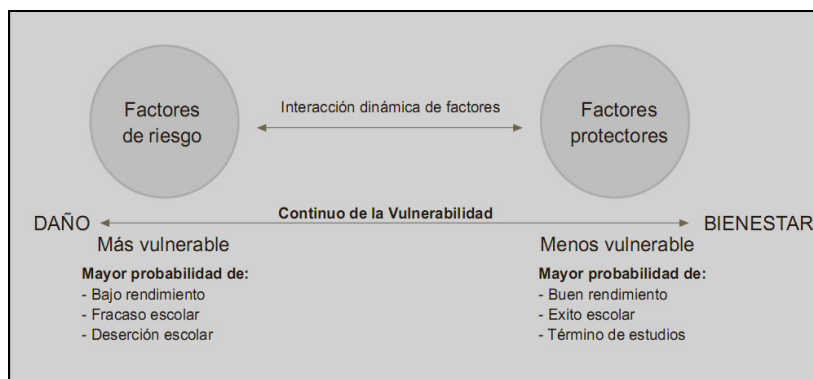 Factores
de riesgo
Interacción dinámica de factores
Factores
protectores
DAÑO
Continuo de la Vulnerabilidad
BIENESTAR
Más vulnerable
Menos vulnerable
Mayor probabilidad de:
- Bajo rendimiento
- Fracaso escolar
- Deserción escolar
Mayor probabilidad de:
- Buen rendimiento
- Exito escolar
- Término de estudios